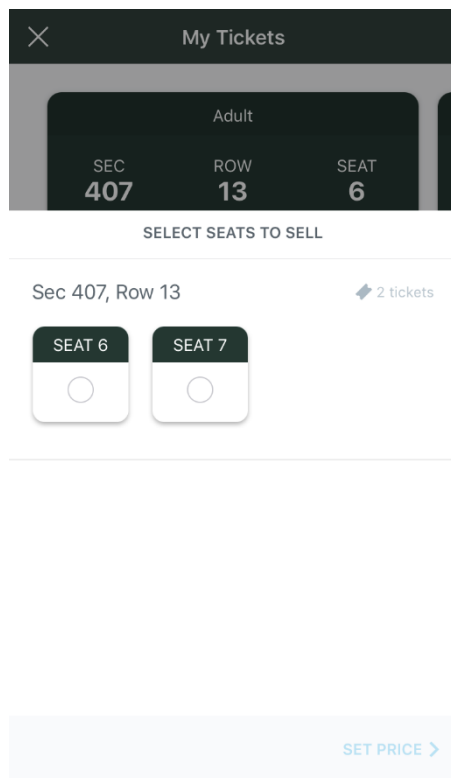 My Tickets
Adult
SEC ROW SEAT
407 13 6
SELECT SEATS TO SELL
Sec 407, Row 13 2 tickets
SEAT 6 SEAT 7
SET PRICE